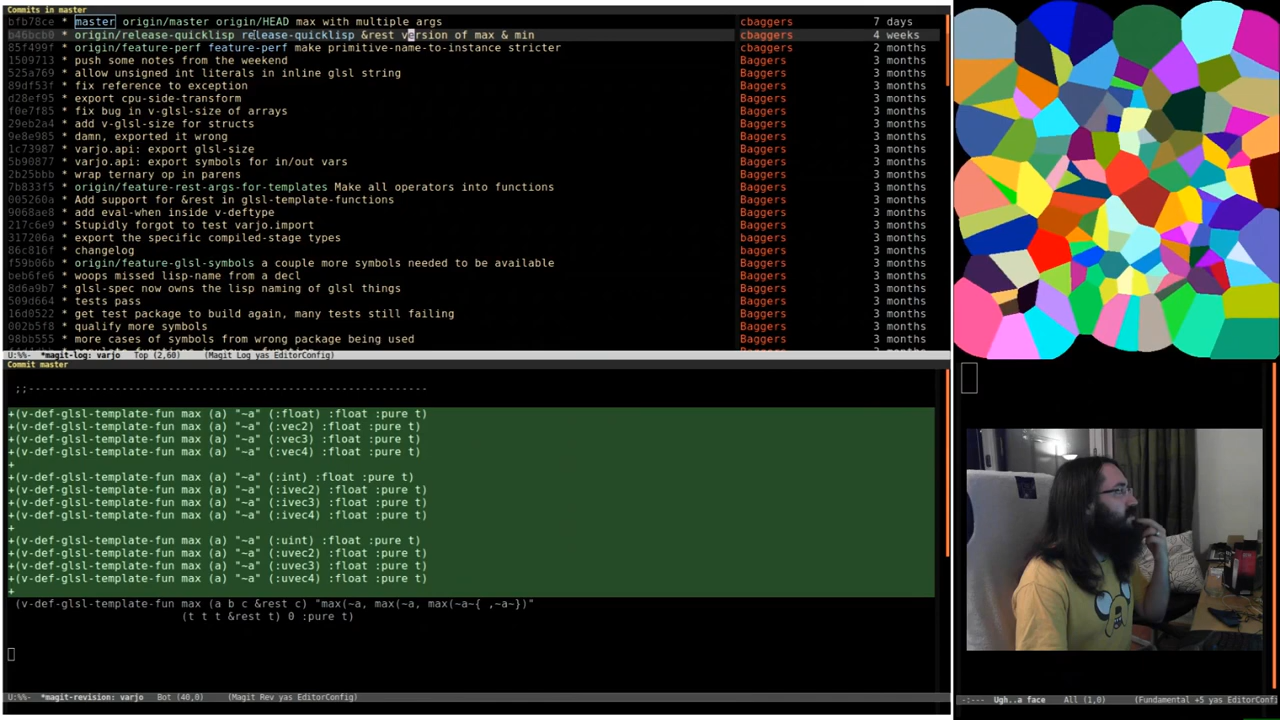 Commits in master
bfb78ce * master origin/master origin/HEAD max with multiple args cbaggers 7 days
b46bcb0 * origin/release-quicklisp release-quicklisp &rest version of max & min cbaggers 4 weeks
85f499f * origin/feature-perf feature-perf make primitive-name-to-instance stricter cbaggers 2 months
1509713 * push some notes from the weekend Baggers 3 months
525a769 * allow unsigned int literals in inline glsl string Baggers 3 months
89df53f * fix reference to exception Baggers 3 months
d28ef95 * export cpu-side-transform Baggers 3 months
f0e7f85 * fix bug in v-glsl-size of arrays Baggers 3 months
29eb2a4 * add v-glsl-size for structs Baggers 3 months
9e8e985 * damn, exported it wrong Baggers 3 months
1c73987 * varjo.api: export glsl-size Baggers 3 months
5b90877 * varjo.api: export symbols for in/out vars Baggers 3 months
2b25bbb * wrap ternary op in parens Baggers 3 months
7b833f5 * origin/feature-rest-args-for-templates Make all operators into functions Baggers 3 months
005260a * Add support for &rest in glsl-template-functions Baggers 3 months
9068ae8 * add eval-when inside v-deftype Baggers 3 months
217c6e9 * Stupidly forgot to test varjo.import Baggers 3 months
317206a * export the specific compiled-stage types Baggers 3 months
86c816f * changelog Baggers 3 months
f59b06b * origin/feature-glsl-symbols a couple more symbols needed to be available Baggers 3 months
beb6fe6 * woops missed lisp-name from a decl Baggers 3 months
8d6a9b7 * glsl-spec now owns the lisp naming of glsl things Baggers 3 months
509d664 * tests pass Baggers 3 months
16d0522 * get test package to build again, many tests still failing Baggers 3 months
002b5f8 * qualify more symbols Baggers 3 months
98bb555 * more cases of symbols from wrong package being used Baggers 3 months
U:%%- *magit-log: varjo Top (2,60) (Magit Log yas EditorConfig)
Commit master
;;------------------------------------------------------------
+(v-def-glsl-template-fun max (a) "~a" (:float) :float :pure t)
+(v-def-glsl-template-fun max (a) "~a" (:vec2) :float :pure t)
+(v-def-glsl-template-fun max (a) "~a" (:vec3) :float :pure t)
+(v-def-glsl-template-fun max (a) "~a" (:vec4) :float :pure t)
+
+(v-def-glsl-template-fun max (a) "~a" (:int) :float :pure t)
+(v-def-glsl-template-fun max (a) "~a" (:ivec2) :float :pure t)
+(v-def-glsl-template-fun max (a) "~a" (:ivec3) :float :pure t)
+(v-def-glsl-template-fun max (a) "~a" (:ivec4) :float :pure t)
+
+(v-def-glsl-template-fun max (a) "~a" (:uint) :float :pure t)
+(v-def-glsl-template-fun max (a) "~a" (:uvec2) :float :pure t)
+(v-def-glsl-template-fun max (a) "~a" (:uvec3) :float :pure t)
+(v-def-glsl-template-fun max (a) "~a" (:uvec4) :float :pure t)
+
(v-def-glsl-template-fun max (a b c &rest c) "max(~a, max(~a, max(~a~{ ,~a~})"
(t t t &rest t) 0 :pure t)
U:%%- *magit-revision: varjo Bot (40,0) (Magit Rev yas EditorConfig)
-:--- Ugh..a face All (1,0) (Fundamental +5 yas EditorConfi